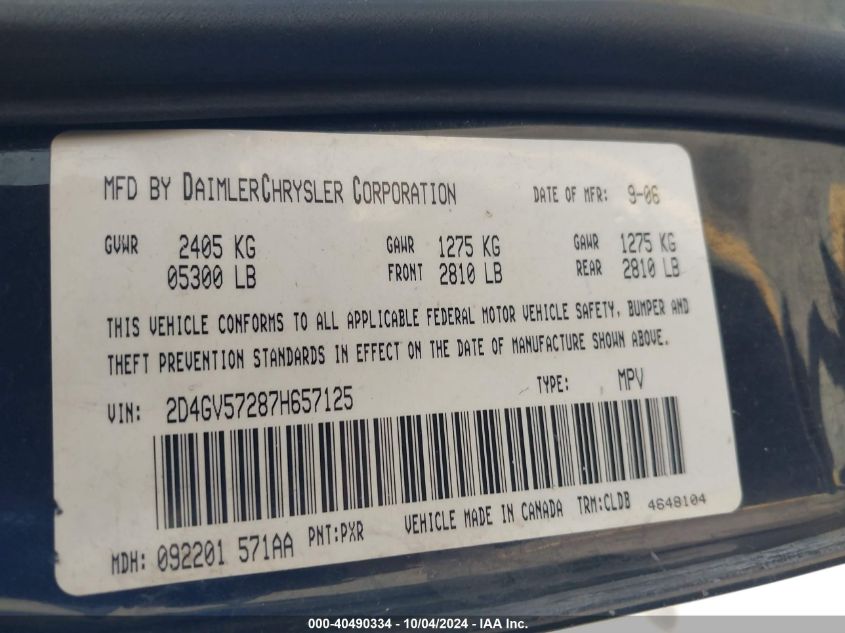 MFD BY DAIMLERCHRYSLER CORPORATION DATE OF MFR: 9-06
GVWR 2405 KG GAWR 1275 KG GAWR 1275 KG
05300 LB FRONT 2810 LB REAR 2810 LB
THIS VEHICLE CONFORMS TO ALL APPLICABLE FEDERAL MOTOR VEHICLE SAFETY, BUMPER AND
THEFT PREVENTION STANDARDS IN EFFECT ON THE DATE OF MANUFACTURE SHOWN ABOVE.
VIN: 2D4GV57287H657125 TYPE: MPV
MDH: 092201 571AA PNT:PXR VEHICLE MADE IN CANADA TRM:CLDB 4648104
000-40490334 - 10/04/2024 - IAA Inc.